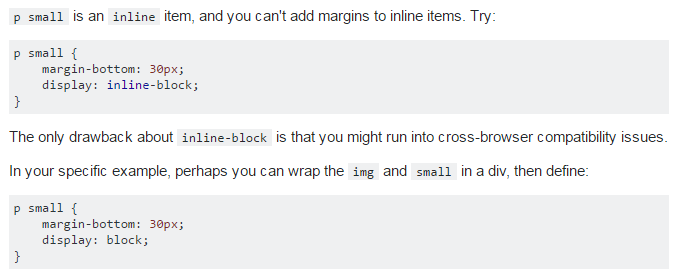 p small is an inline item, and you can't add margins to inline items. Try:
p small {
    margin-bottom: 30px;
    display: inline-block;
}
The only drawback about inline-block is that you might run into cross-browser compatibility issues.
In your specific example, perhaps you can wrap the img and small in a div, then define:
p small {
    margin-bottom: 30px;
    display: block;
}